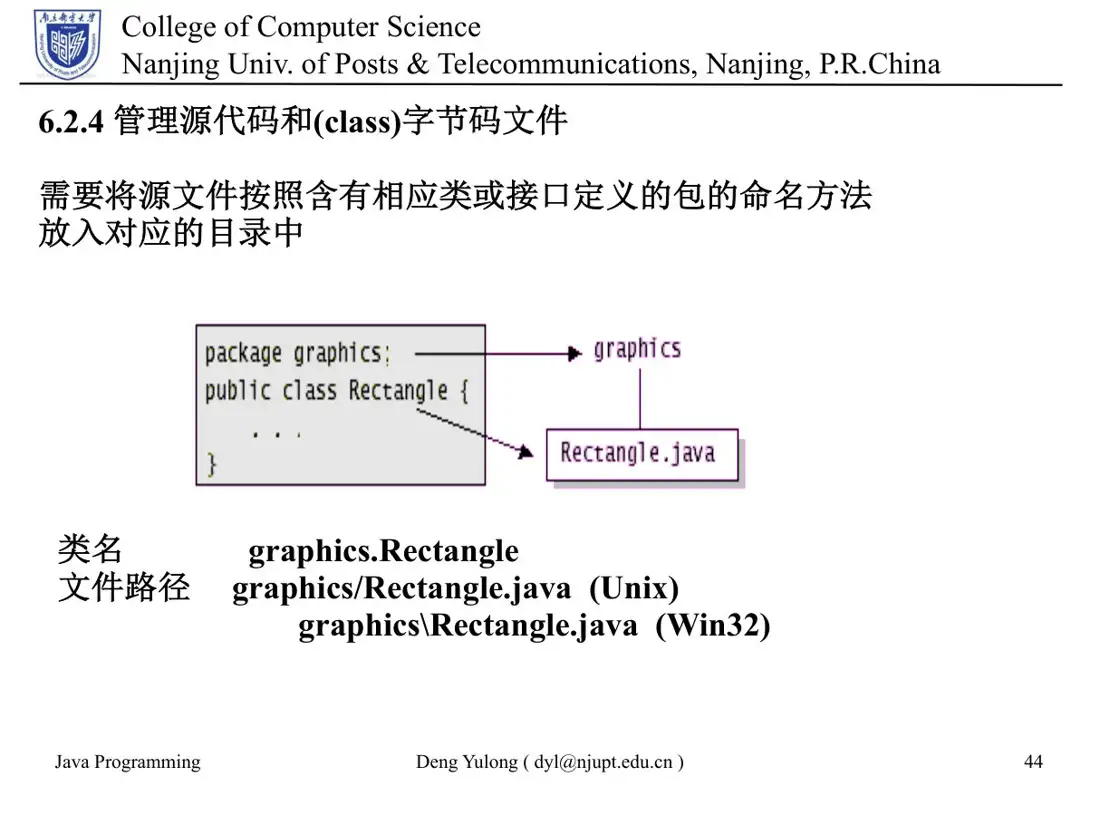 College of Computer Science
Nanjing Univ. of Posts & Telecommunications, Nanjing, P.R.China
6.2.4 管理源代码和(class)字节码文件
需要将源文件按照含有相应类或接口定义的包的命名方法
放入对应的目录中
package graphics;
public class Rectangle {
. . .
}
graphics
Rectangle.java
类名 graphics.Rectangle
文件路径 graphics/Rectangle.java (Unix)
graphics\Rectangle.java (Win32)
Java Programming
Deng Yulong ( dyl@njupt.edu.cn )
44